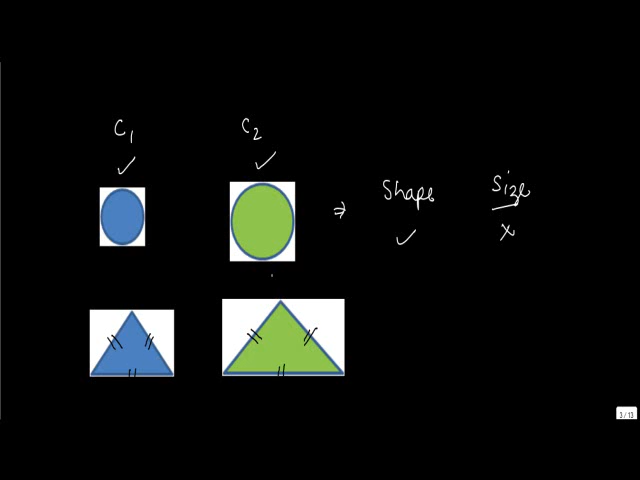 C1 C2
Shape Size
✓ ✓
✓ x
3 / 13